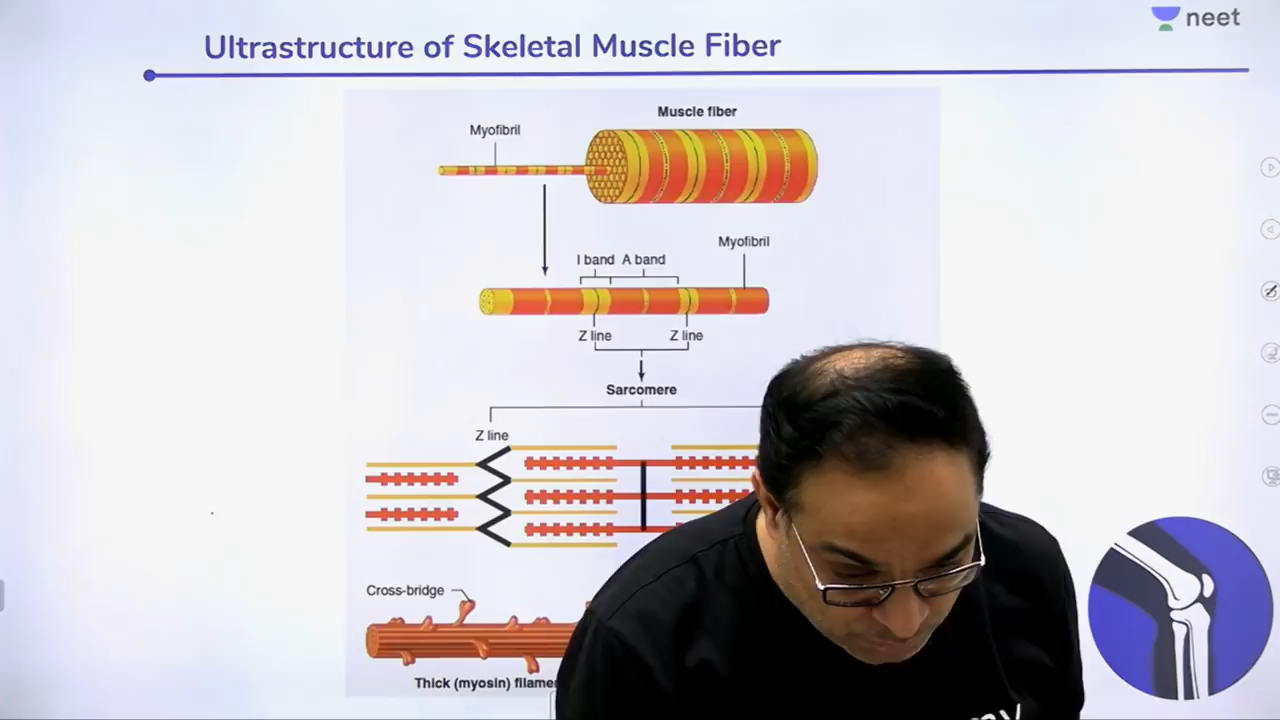 neet
Ultrastructure of Skeletal Muscle Fiber
Muscle fiber
Myofibril
Myofibril
I band A band
Z line Z line
Sarcomere
Z line
Cross-bridge
Thick (myosin)